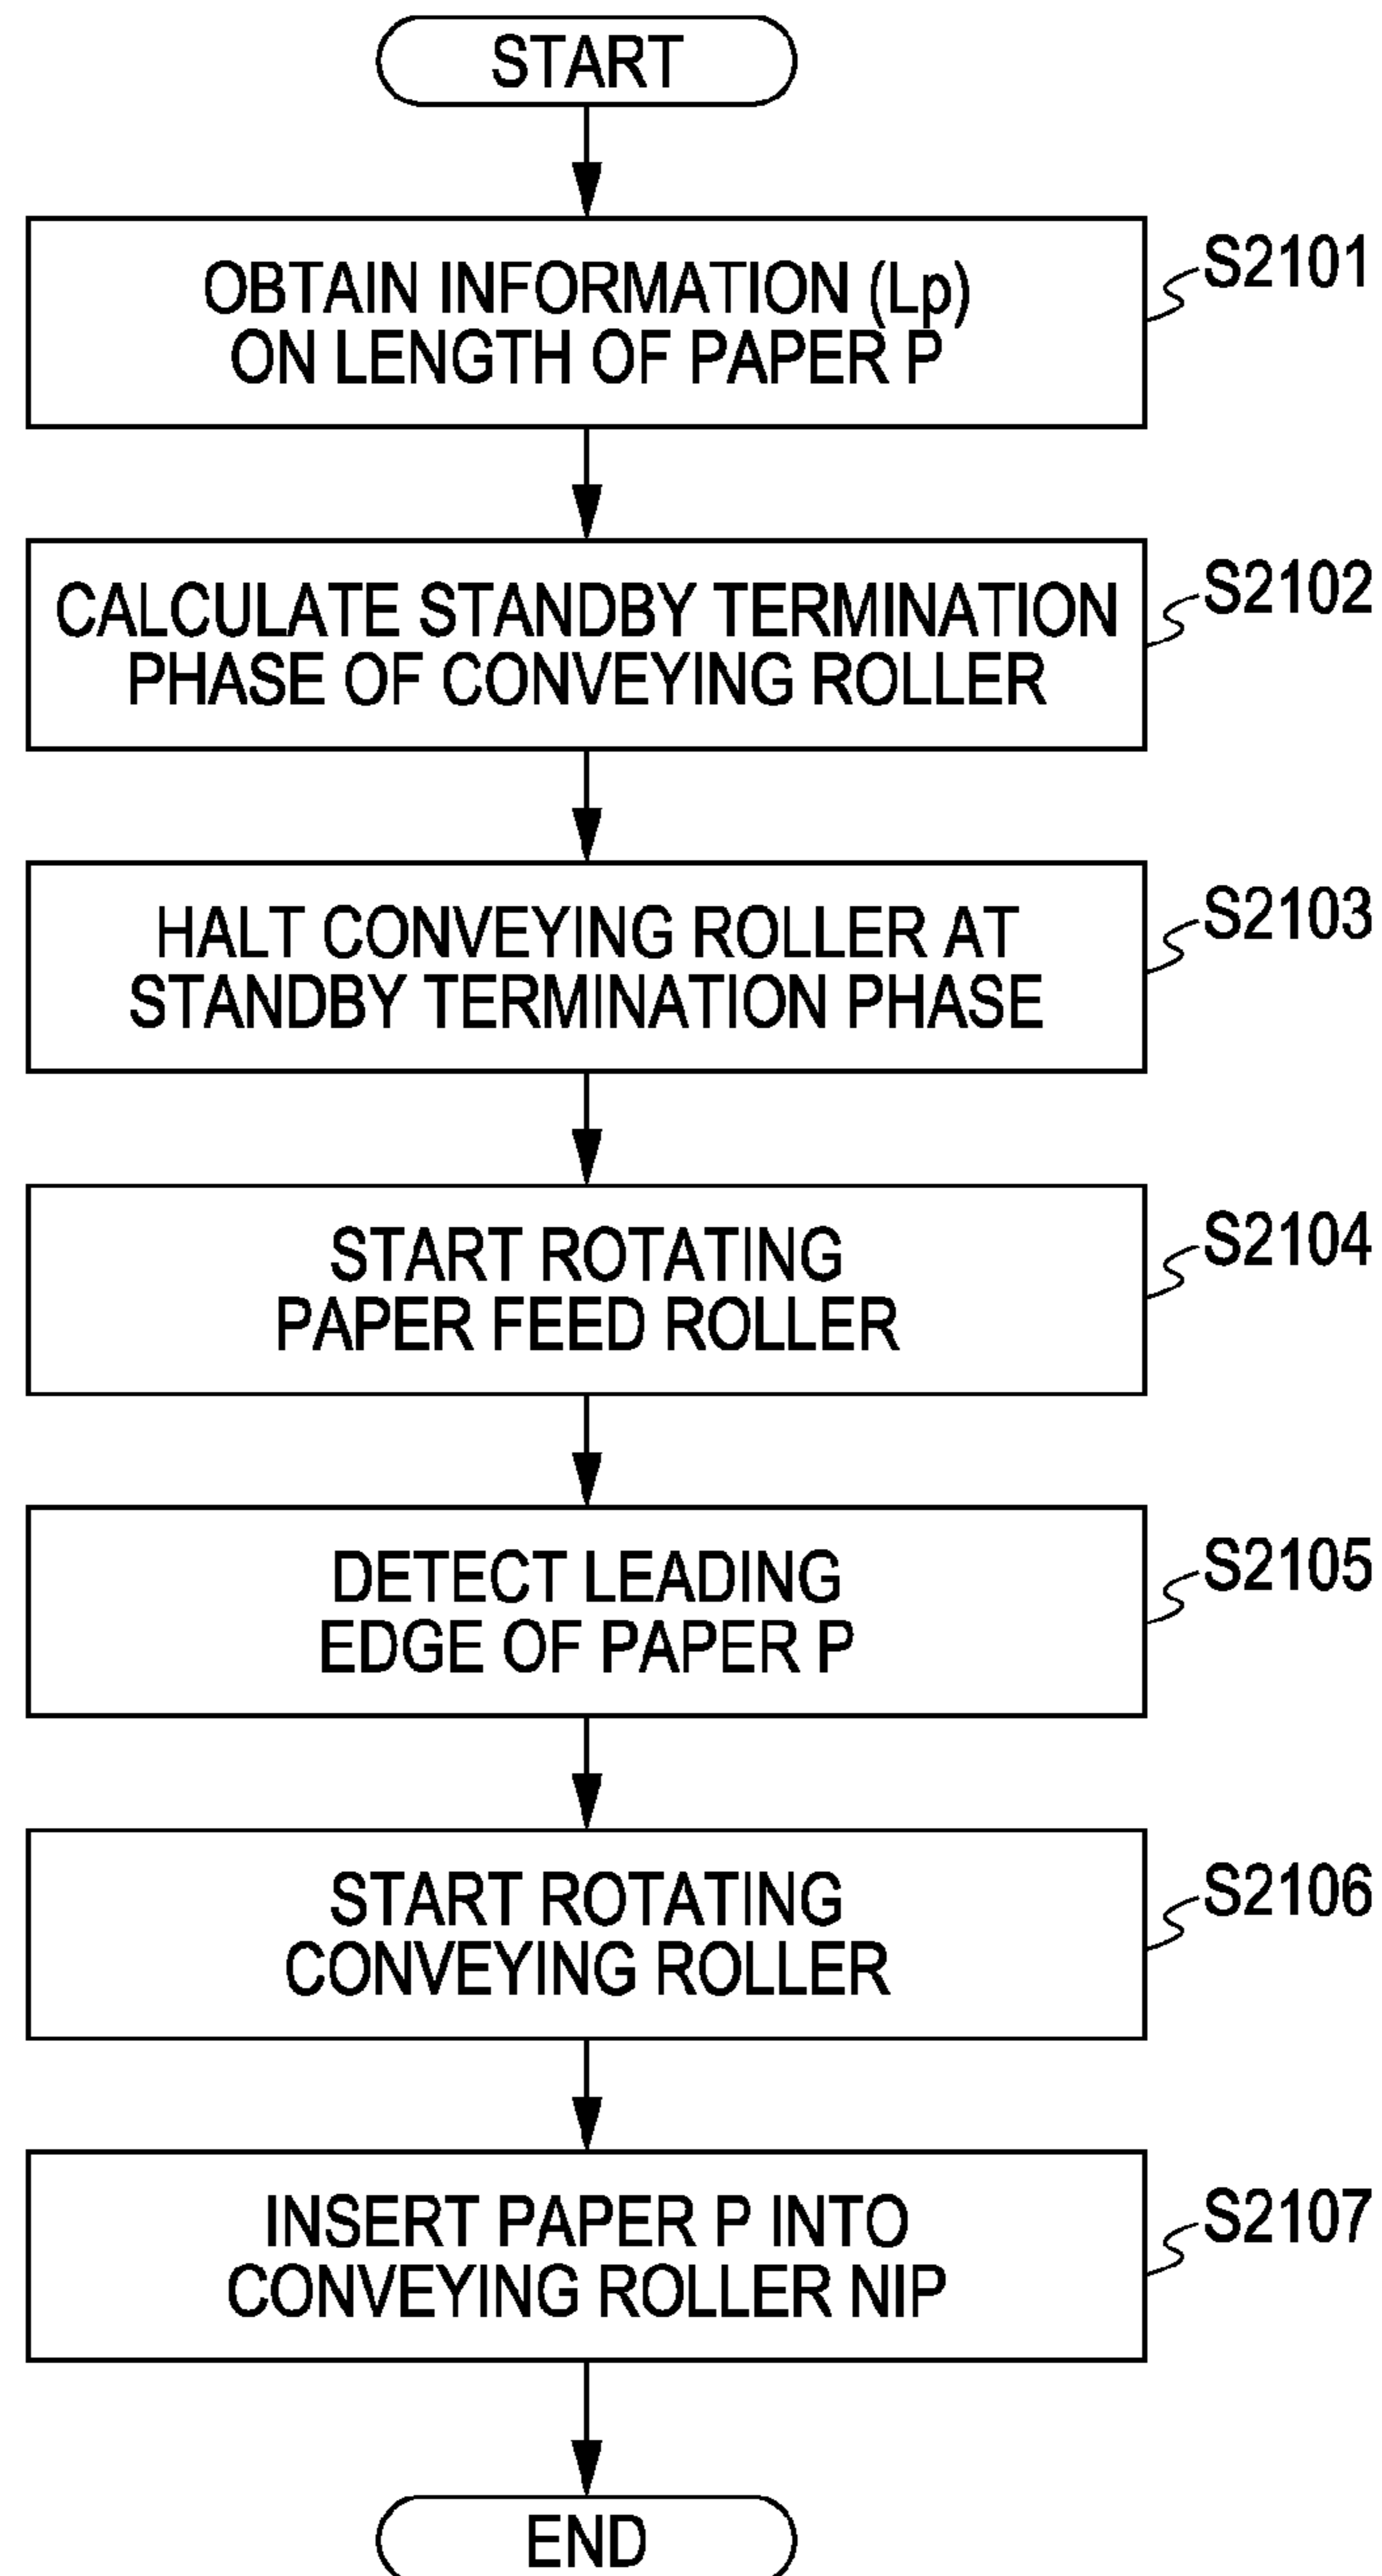 START
OBTAIN INFORMATION (Lp)
ON LENGTH OF PAPER P
S2101
CALCULATE STANDBY TERMINATION
PHASE OF CONVEYING ROLLER
S2102
HALT CONVEYING ROLLER AT
STANDBY TERMINATION PHASE
S2103
START ROTATING
PAPER FEED ROLLER
S2104
DETECT LEADING
EDGE OF PAPER P
S2105
START ROTATING
CONVEYING ROLLER
S2106
INSERT PAPER P INTO
CONVEYING ROLLER NIP
S2107
END